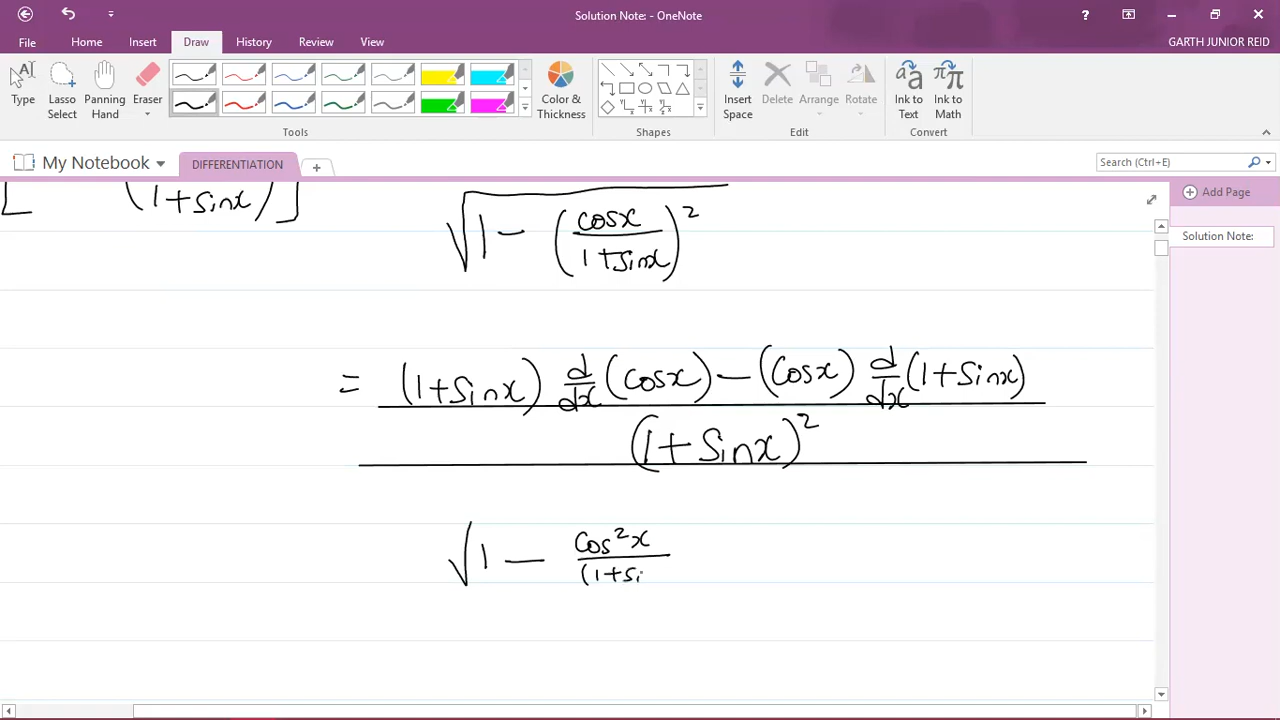 Solution Note: - OneNote
File Home Insert Draw History Review View GARTH JUNIOR REID
Type Lasso Select Panning Hand Eraser Color & Thickness Insert Space Delete Arrange Rotate Ink to Text Ink to Math
Tools Shapes Edit Convert
My Notebook DIFFERENTIATION Search (Ctrl+E)
Add Page
Solution Note:
[ (1+sinx) ] √1 - (cosx/1+sinx)²
= (1+sinx) d/dx (cosx) - (cosx) d/dx (1+sinx)
(1+sinx)²
√1 - cos²x/(1+si